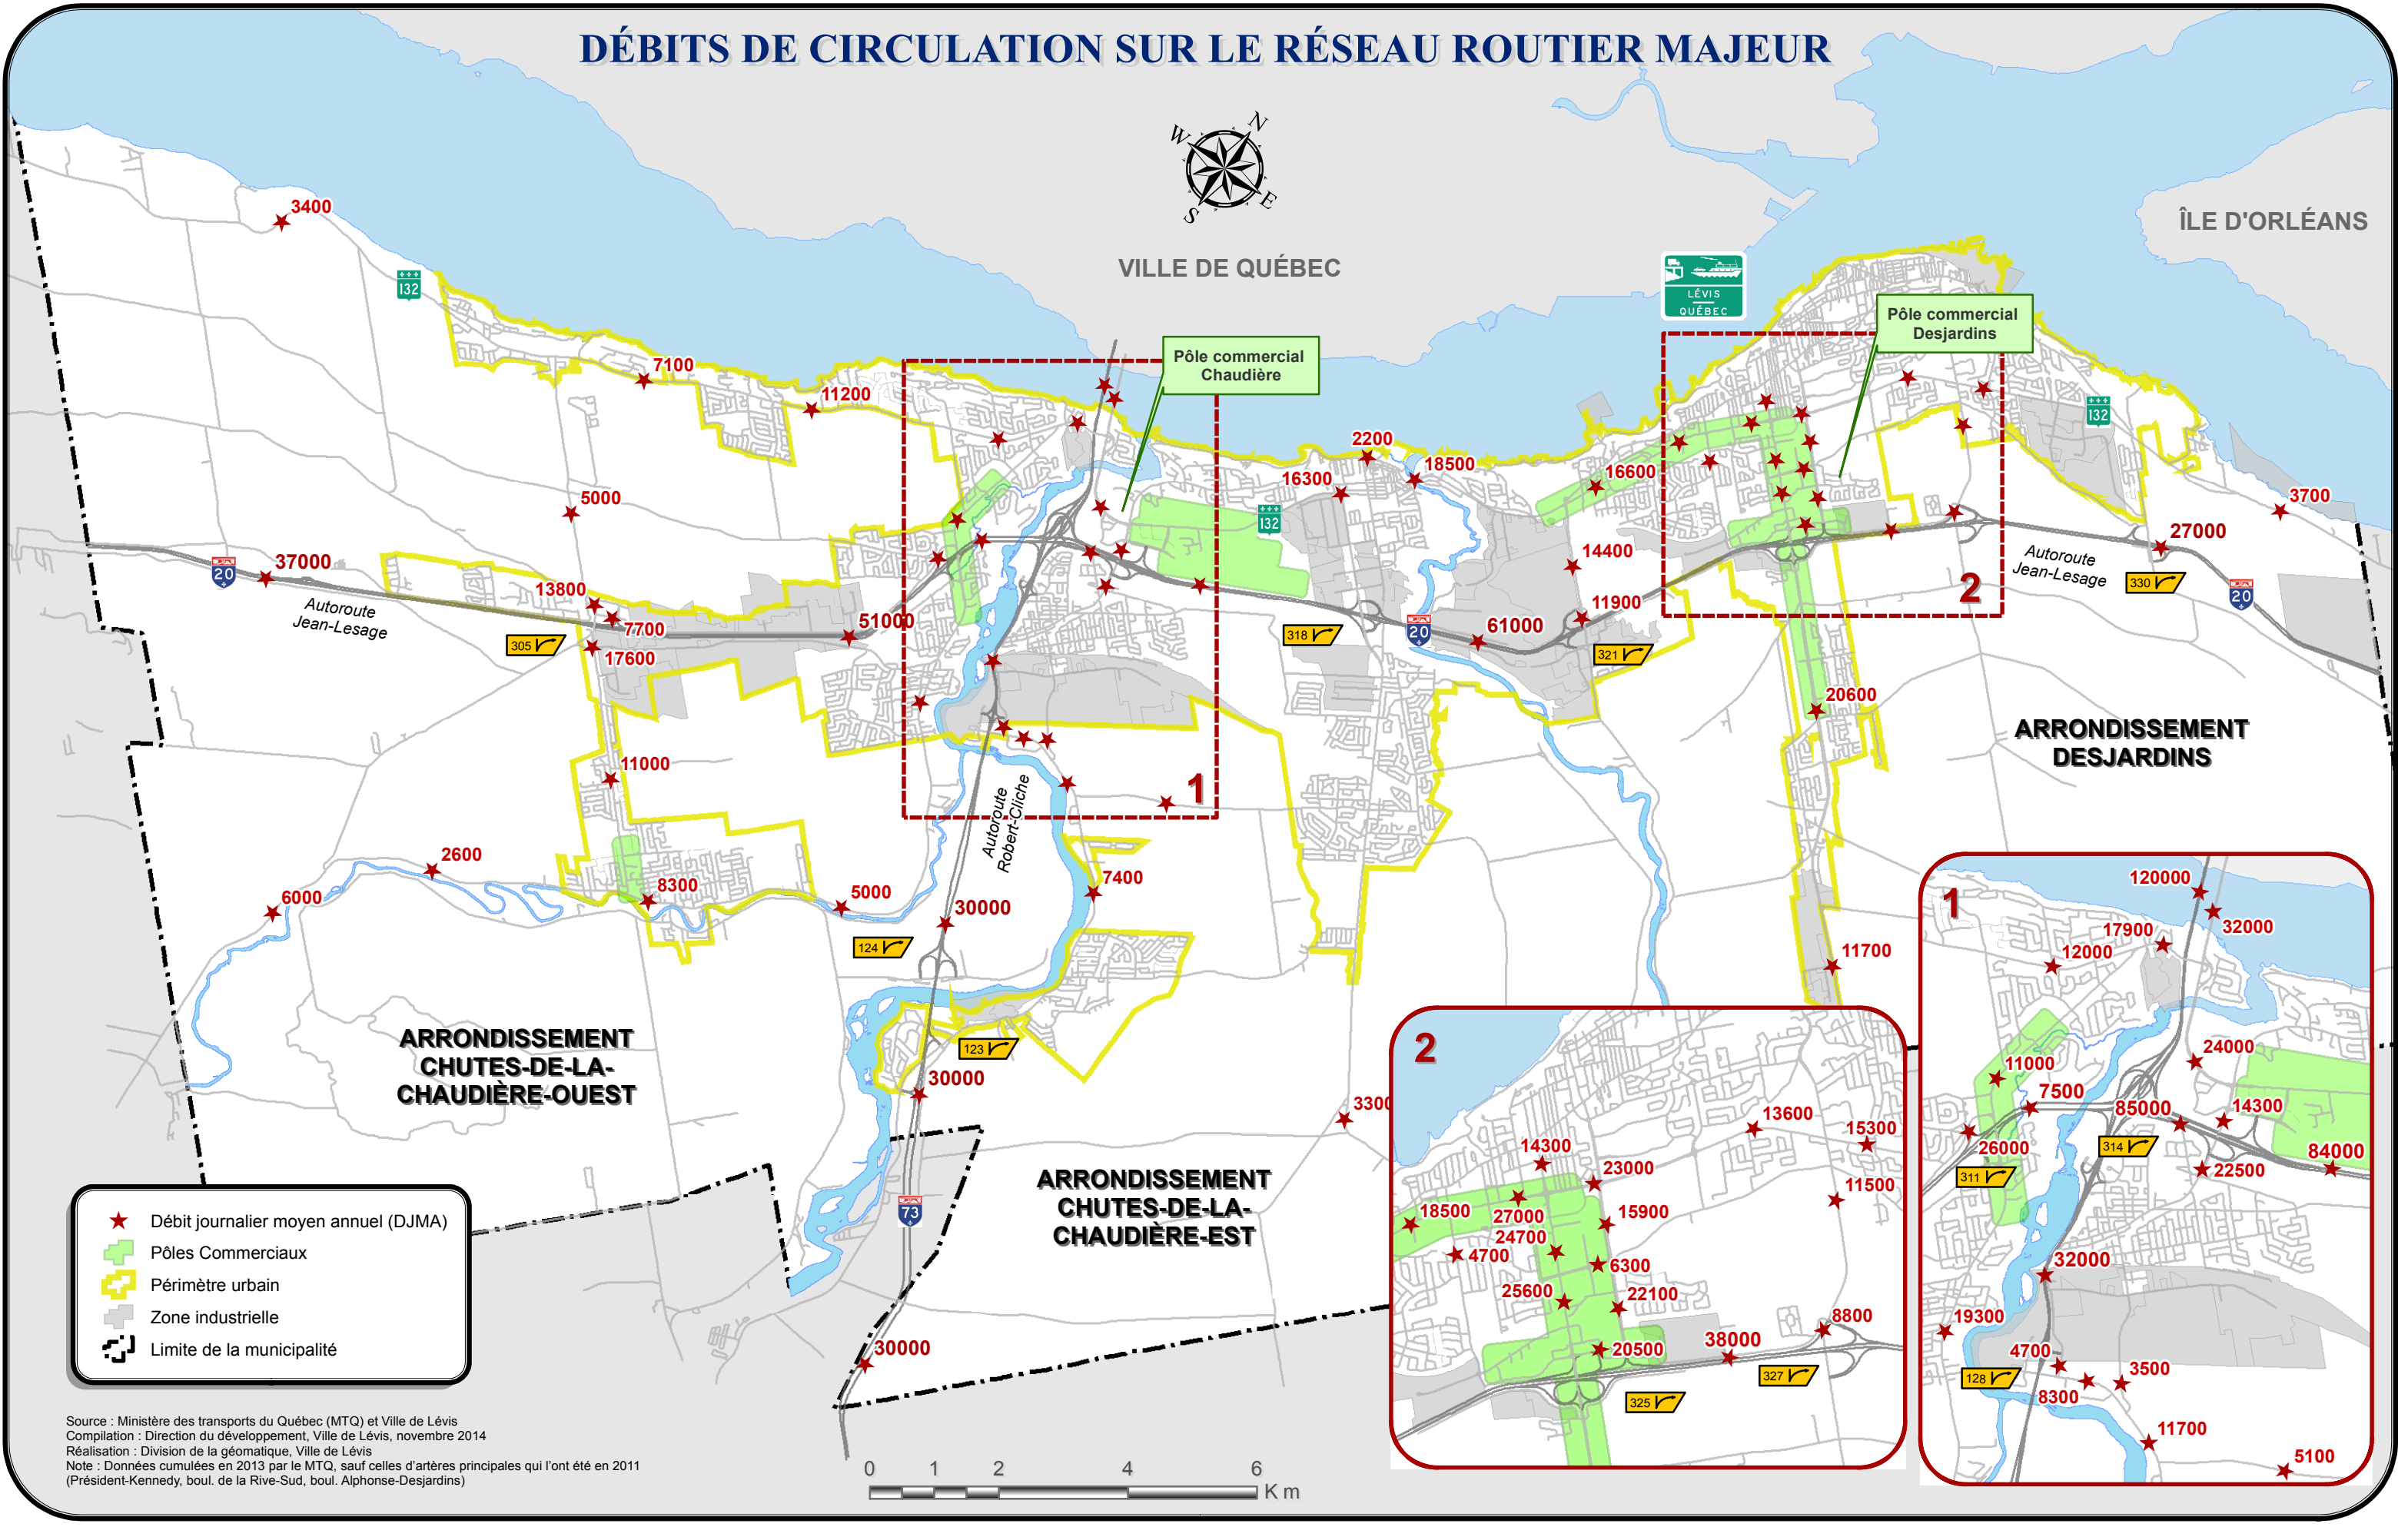 DÉBITS DE CIRCULATION SUR LE RÉSEAU ROUTIER MAJEUR
N
W
E
S
ÎLE D'ORLÉANS
VILLE DE QUÉBEC
LÉVIS
QUÉBEC
Pôle commercial
Desjardins
Pôle commercial
Chaudière
3400
132
7100
11200
5000
37000
20
Autoroute
Jean-Lesage
13800
7700
17600
305
51000
11000
2600
6000
8300
5000
30000
124
7400
Autoroute
Robert-Cliche
1
2200
16300
18500
132
318
20
61000
16600
14400
11900
321
2
132
3700
27000
Autoroute
Jean-Lesage
330
20
20600
11700
ARRONDISSEMENT
DESJARDINS
ARRONDISSEMENT
CHUTES-DE-LA-
CHAUDIÈRE-OUEST
123
30000
3300
73
ARRONDISSEMENT
CHUTES-DE-LA-
CHAUDIÈRE-EST
30000
Débit journalier moyen annuel (DJMA)
Pôles Commerciaux
Périmètre urbain
Zone industrielle
Limite de la municipalité
Source : Ministère des transports du Québec (MTQ) et Ville de Lévis
Compilation : Direction du développement, Ville de Lévis, novembre 2014
Réalisation : Division de la géomatique, Ville de Lévis
Note : Données cumulées en 2013 par le MTQ, sauf celles d'artères principales qui l'ont été en 2011
(Président-Kennedy, boul. de la Rive-Sud, boul. Alphonse-Desjardins)
0 1 2 4 6
Km
2
13600
15300
14300
23000
11500
18500
27000
15900
24700
4700
6300
25600
22100
8800
38000
20500
327
325
1
120000
32000
17900
12000
24000
11000
7500
85000
14300
26000
314
84000
311
22500
32000
19300
4700
3500
128
8300
11700
5100